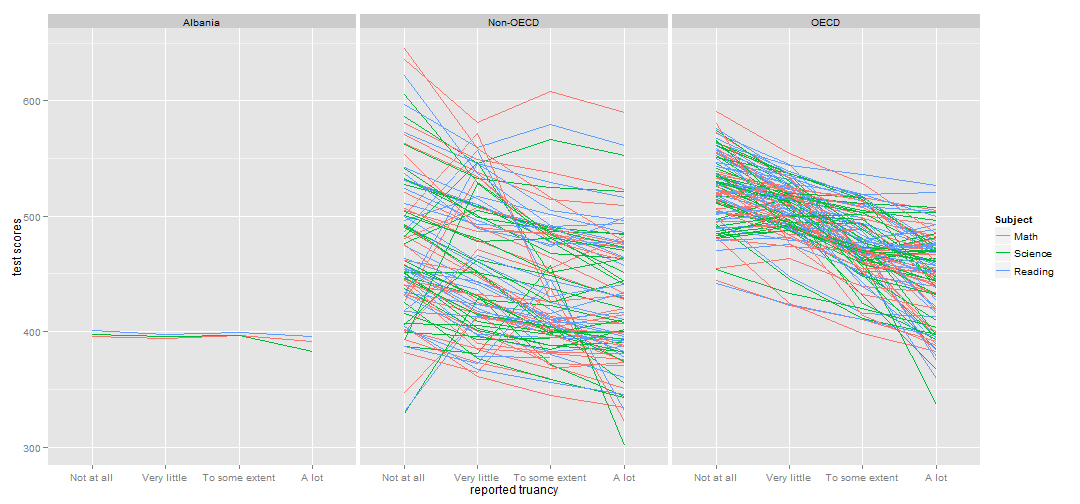 Albania Non-OECD OECD
600
500
400
300
test scores
Not at all Very little To some extent A lot Not at all Very little To some extent A lot Not at all Very little To some extent A lot
reported truancy
Subject
Math
Science
Reading